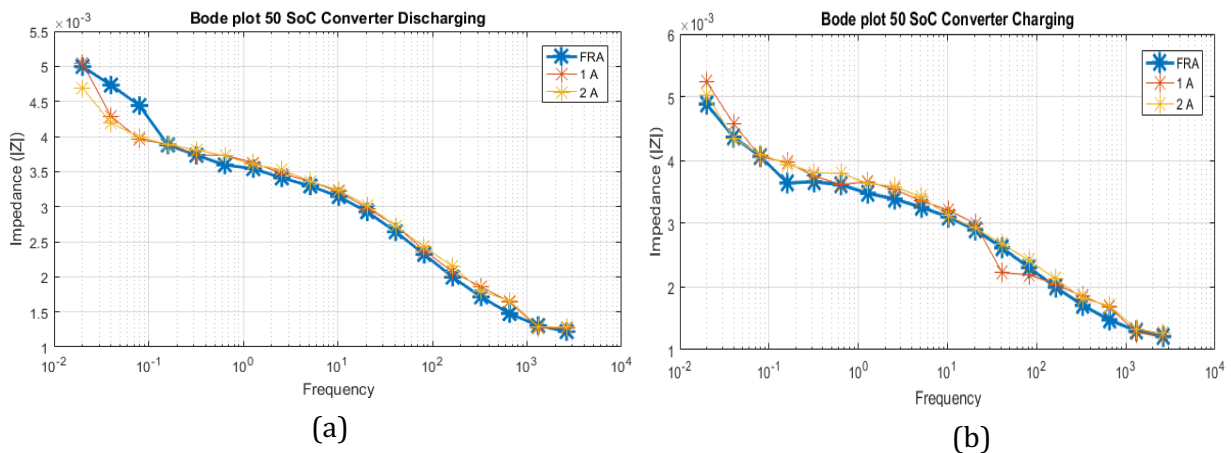 Bode plot 50 SoC Converter Discharging
×10⁻³
5.5
5
4.5
4
3.5
3
2.5
2
1.5
1
Impedance (|Z|)
FRA
1 A
2 A
10⁻² 10⁻¹ 10⁰ 10¹ 10² 10³ 10⁴
Frequency
(a)
Bode plot 50 SoC Converter Charging
×10⁻³
6
5
4
3
2
1
Impedance (|Z|)
FRA
1 A
2 A
10⁻² 10⁻¹ 10⁰ 10¹ 10² 10³ 10⁴
Frequency
(b)